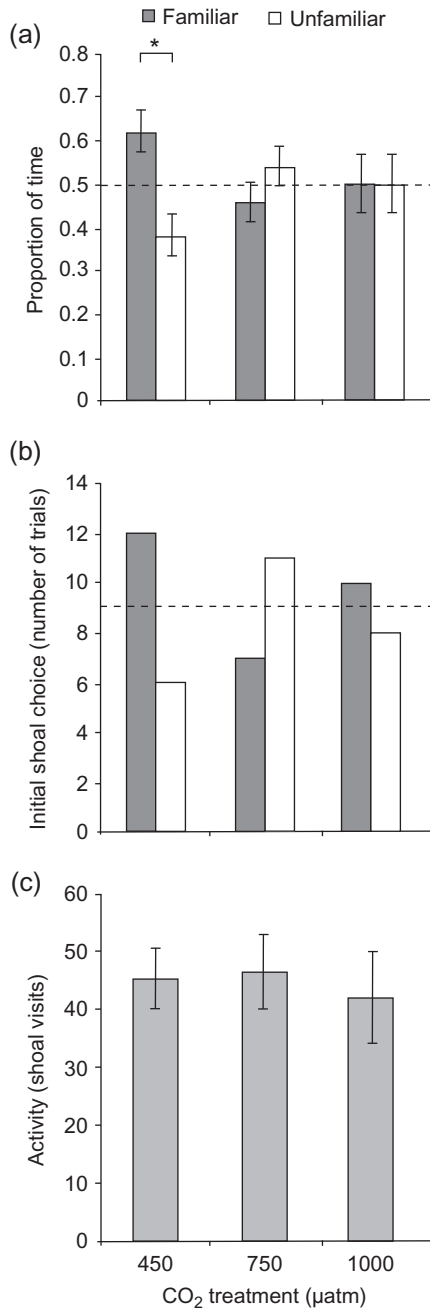 Familiar Unfamiliar
(a)
*
Proportion of time
0.8
0.7
0.6
0.5
0.4
0.3
0.2
0.1
0
(b)
Initial shoal choice (number of trials)
14
12
10
8
6
4
2
0
(c)
Activity (shoal visits)
60
50
40
30
20
10
0
450 750 1000
CO₂ treatment (µatm)